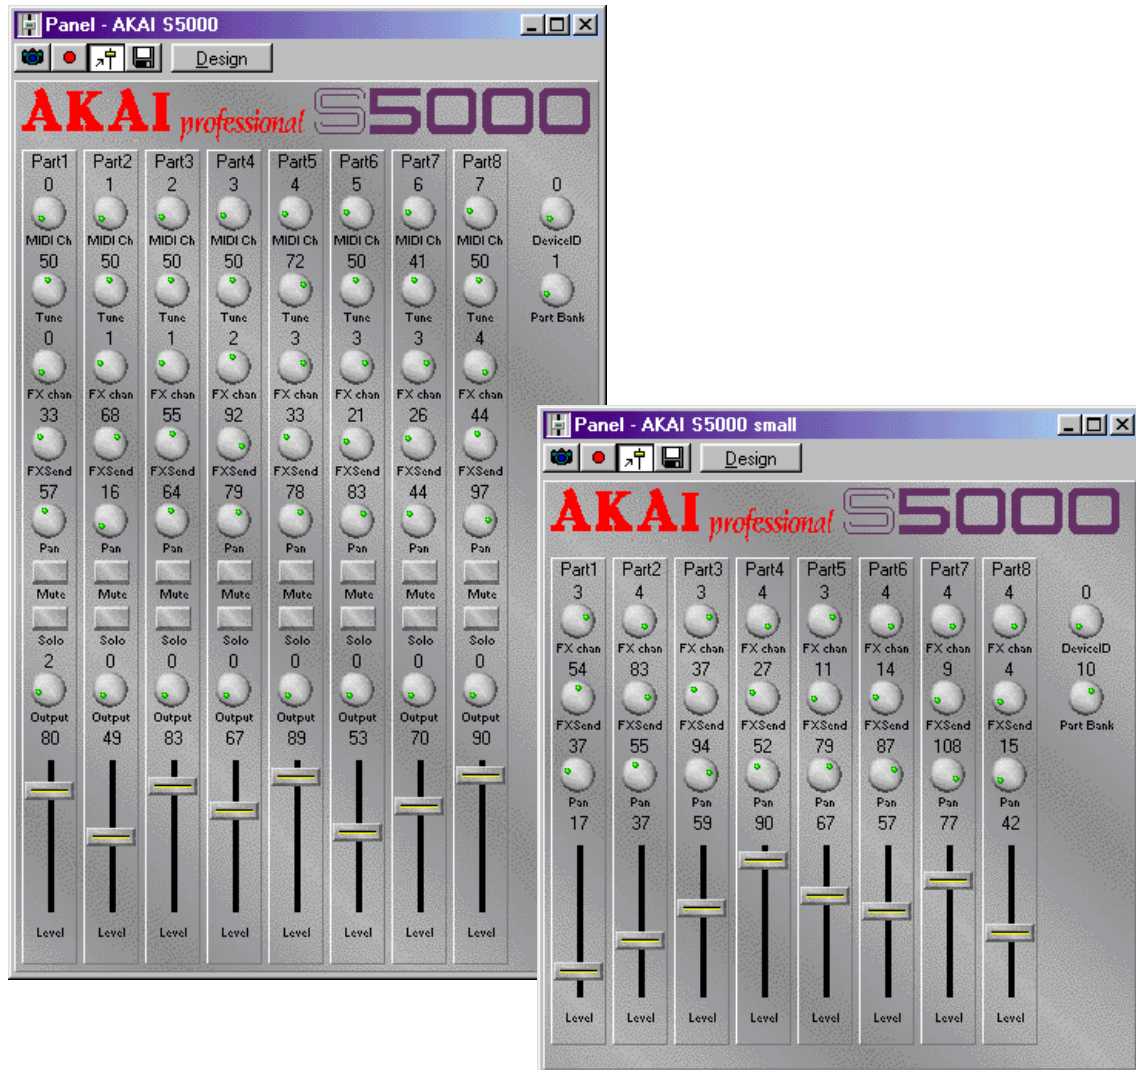 Panel - AKAI S5000
Design
AKAI professional S5000
Part1 Part2 Part3 Part4 Part5 Part6 Part7 Part8
0 1 2 3 4 5 6 7 0
MIDI Ch MIDI Ch MIDI Ch MIDI Ch MIDI Ch MIDI Ch MIDI Ch MIDI Ch DeviceID
50 50 50 50 72 50 41 50 1
Tune Tune Tune Tune Tune Tune Tune Tune Part Bank
0 1 1 2 3 3 3 4
FX chan FX chan FX chan FX chan FX chan FX chan FX chan FX chan
33 68 55 92 33 21 26 44
FXSend FXSend FXSend FXSend FXSend FXSend FXSend FXSend
57 16 64 79 78 83 44 97
Pan Pan Pan Pan Pan Pan Pan Pan
Mute Mute Mute Mute Mute Mute Mute Mute
Solo Solo Solo Solo Solo Solo Solo Solo
2 0 0 0 0 0 0 0
Output Output Output Output Output Output Output Output
80 49 83 67 89 53 70 90
Level Level Level Level Level Level Level Level
Panel - AKAI S5000 small
Design
AKAI professional S5000
Part1 Part2 Part3 Part4 Part5 Part6 Part7 Part8
3 4 3 4 3 4 4 4 0
FX chan FX chan FX chan FX chan FX chan FX chan FX chan FX chan DeviceID
54 83 37 27 11 14 9 4 10
FXSend FXSend FXSend FXSend FXSend FXSend FXSend FXSend Part Bank
37 55 94 52 79 87 108 15
Pan Pan Pan Pan Pan Pan Pan Pan
17 37 59 90 67 57 77 42
Level Level Level Level Level Level Level Level